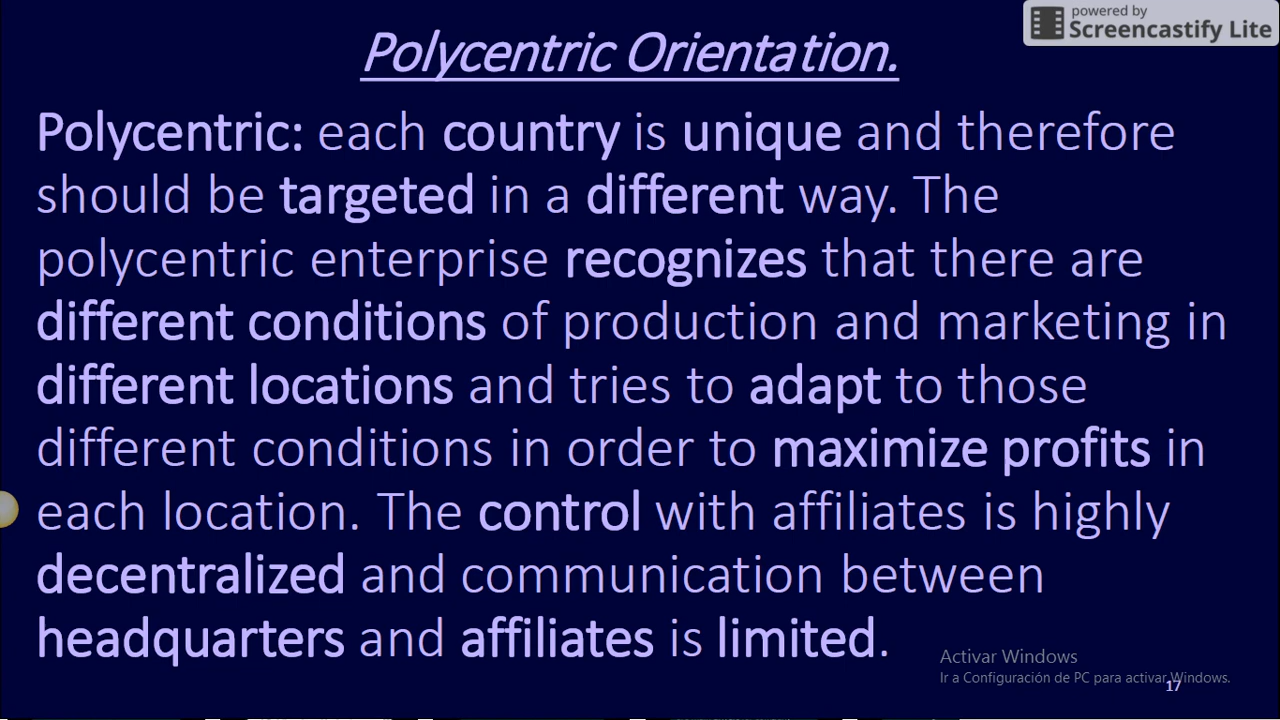 powered by
Screencastify Lite
Polycentric Orientation.
Polycentric: each country is unique and therefore
should be targeted in a different way. The
polycentric enterprise recognizes that there are
different conditions of production and marketing in
different locations and tries to adapt to those
different conditions in order to maximize profits in
each location. The control with affiliates is highly
decentralized and communication between
headquarters and affiliates is limited.
Activar Windows
Ir a Configuración de PC para activar Windows.
17